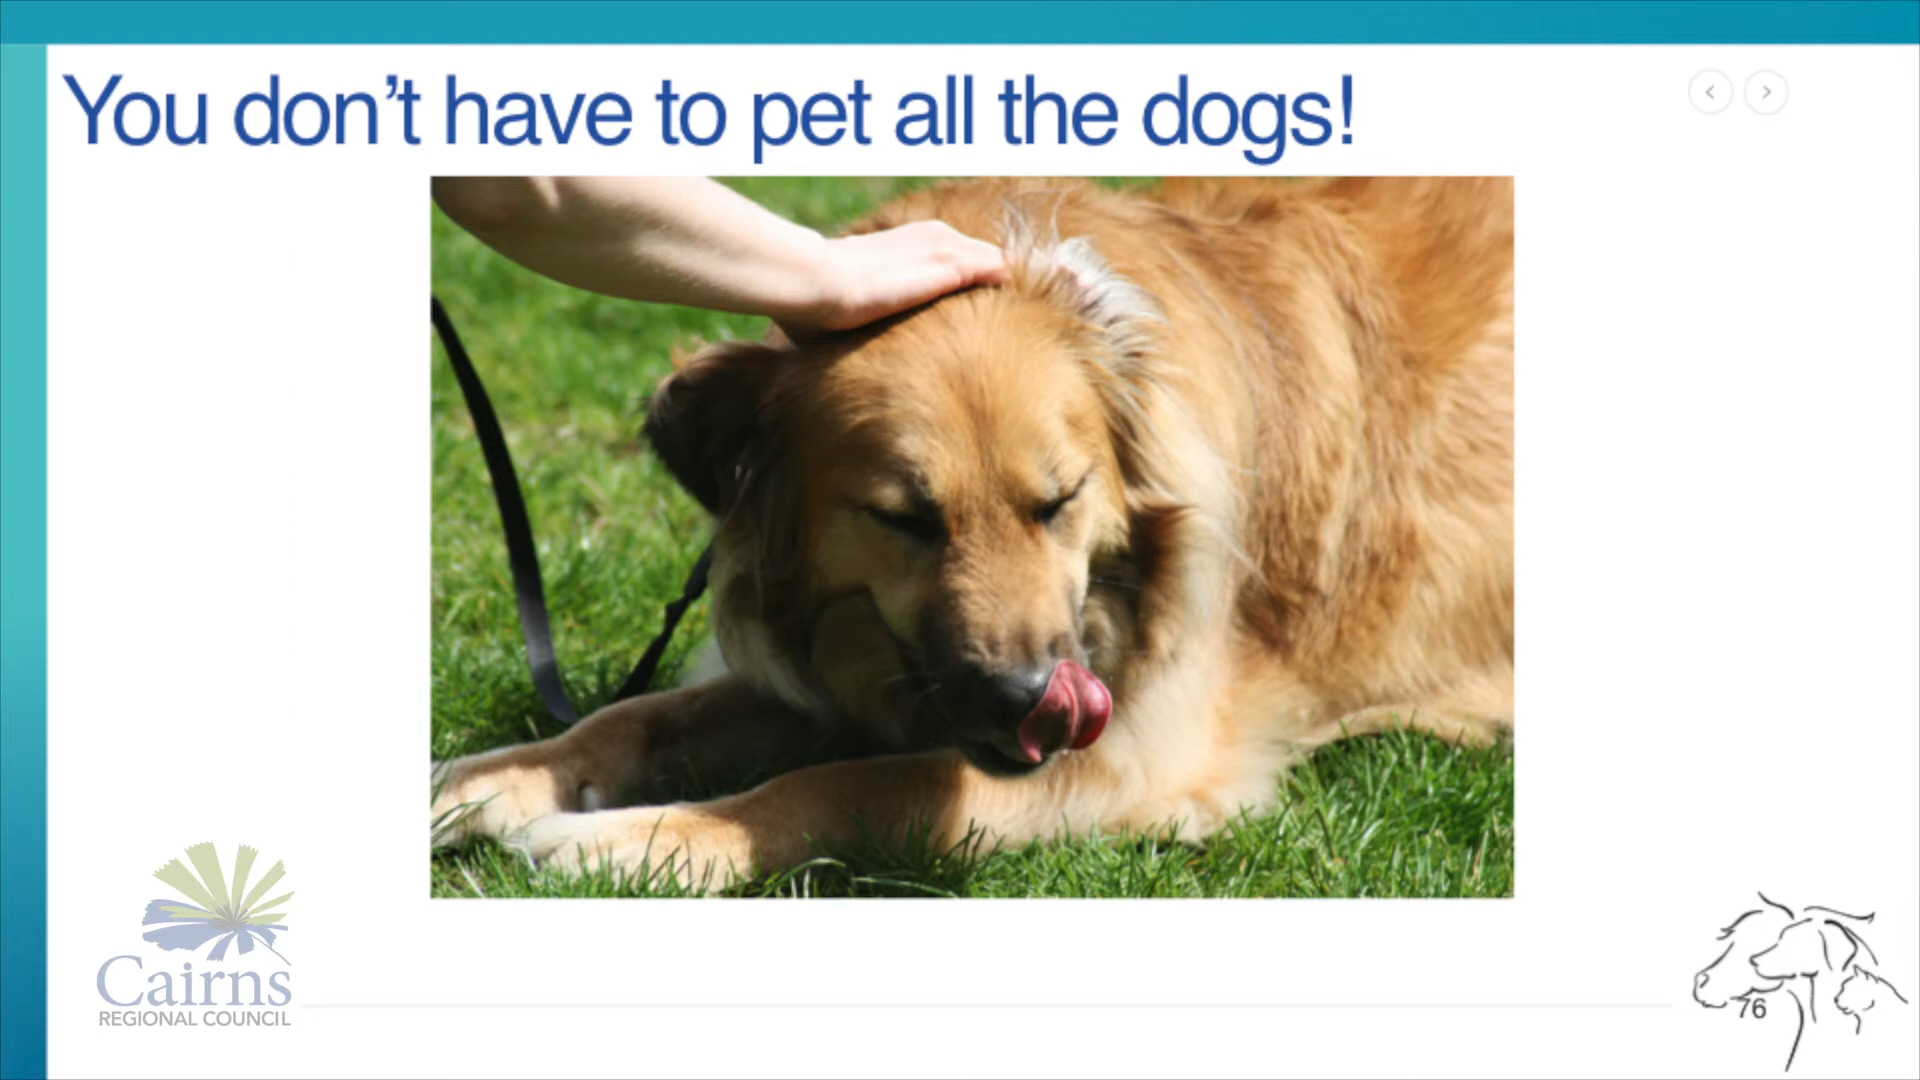 You don’t have to pet all the dogs!
Cairns
REGIONAL COUNCIL
76